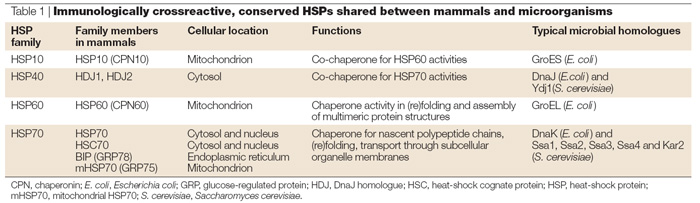 Table 1 | Immunologically crossreactive, conserved HSPs shared between mammals and microorganisms
HSP family | Family members in mammals | Cellular location | Functions | Typical microbial homologues
HSP10 | HSP10 (CPN10) | Mitochondrion | Co-chaperone for HSP60 activities | GroES (E. coli)
HSP40 | HDJ1, HDJ2 | Cytosol | Co-chaperone for HSP70 activities | DnaJ (E.coli) and
Ydj1(S. cerevisiae)
HSP60 | HSP60 (CPN60) | Mitochondrion | Chaperone activity in (re)folding and assembly | GroEL (E. coli)
of multimeric protein structures
HSP70 | HSP70 | Cytosol and nucleus | Chaperone for nascent polypeptide chains, | DnaK (E. coli) and
HSC70 | Cytosol and nucleus | (re)folding, transport through subcellular | Ssa1, Ssa2, Ssa3, Ssa4 and Kar2
BIP (GRP78) | Endoplasmic reticulum | organelle membranes | (S. cerevisiae)
mHSP70 (GRP75) | Mitochondrion
CPN, chaperonin; E. coli, Escherichia coli; GRP, glucose-regulated protein; HDJ, DnaJ homologue; HSC, heat-shock cognate protein; HSP, heat-shock protein;
mHSP70, mitochondrial HSP70; S. cerevisiae, Saccharomyces cerevisiae.